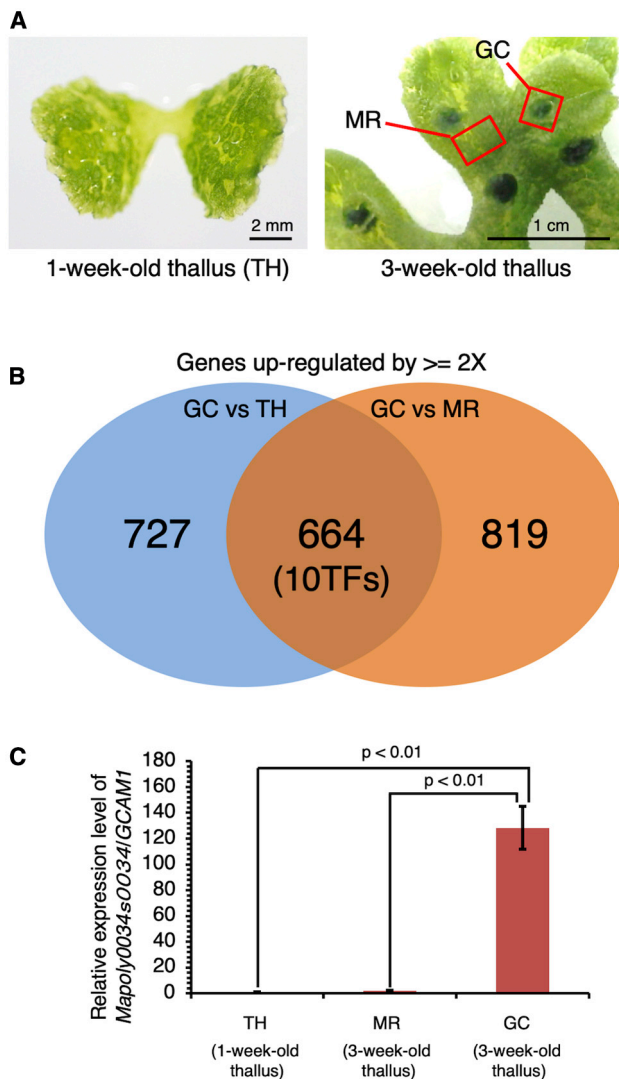 A
GC
MR
2 mm
1 cm
1-week-old thallus (TH)
3-week-old thallus
Genes up-regulated by >= 2X
B
GC vs TH
GC vs MR
727
664
819
(10TFs)
C
Relative expression level of
Mapoly0034s0034/GCAM1
180
160
140
120
100
80
60
40
20
0
p < 0.01
p < 0.01
TH
MR
GC
(1-week-old
thallus)
(3-week-old
thallus)
(3-week-old
thallus)